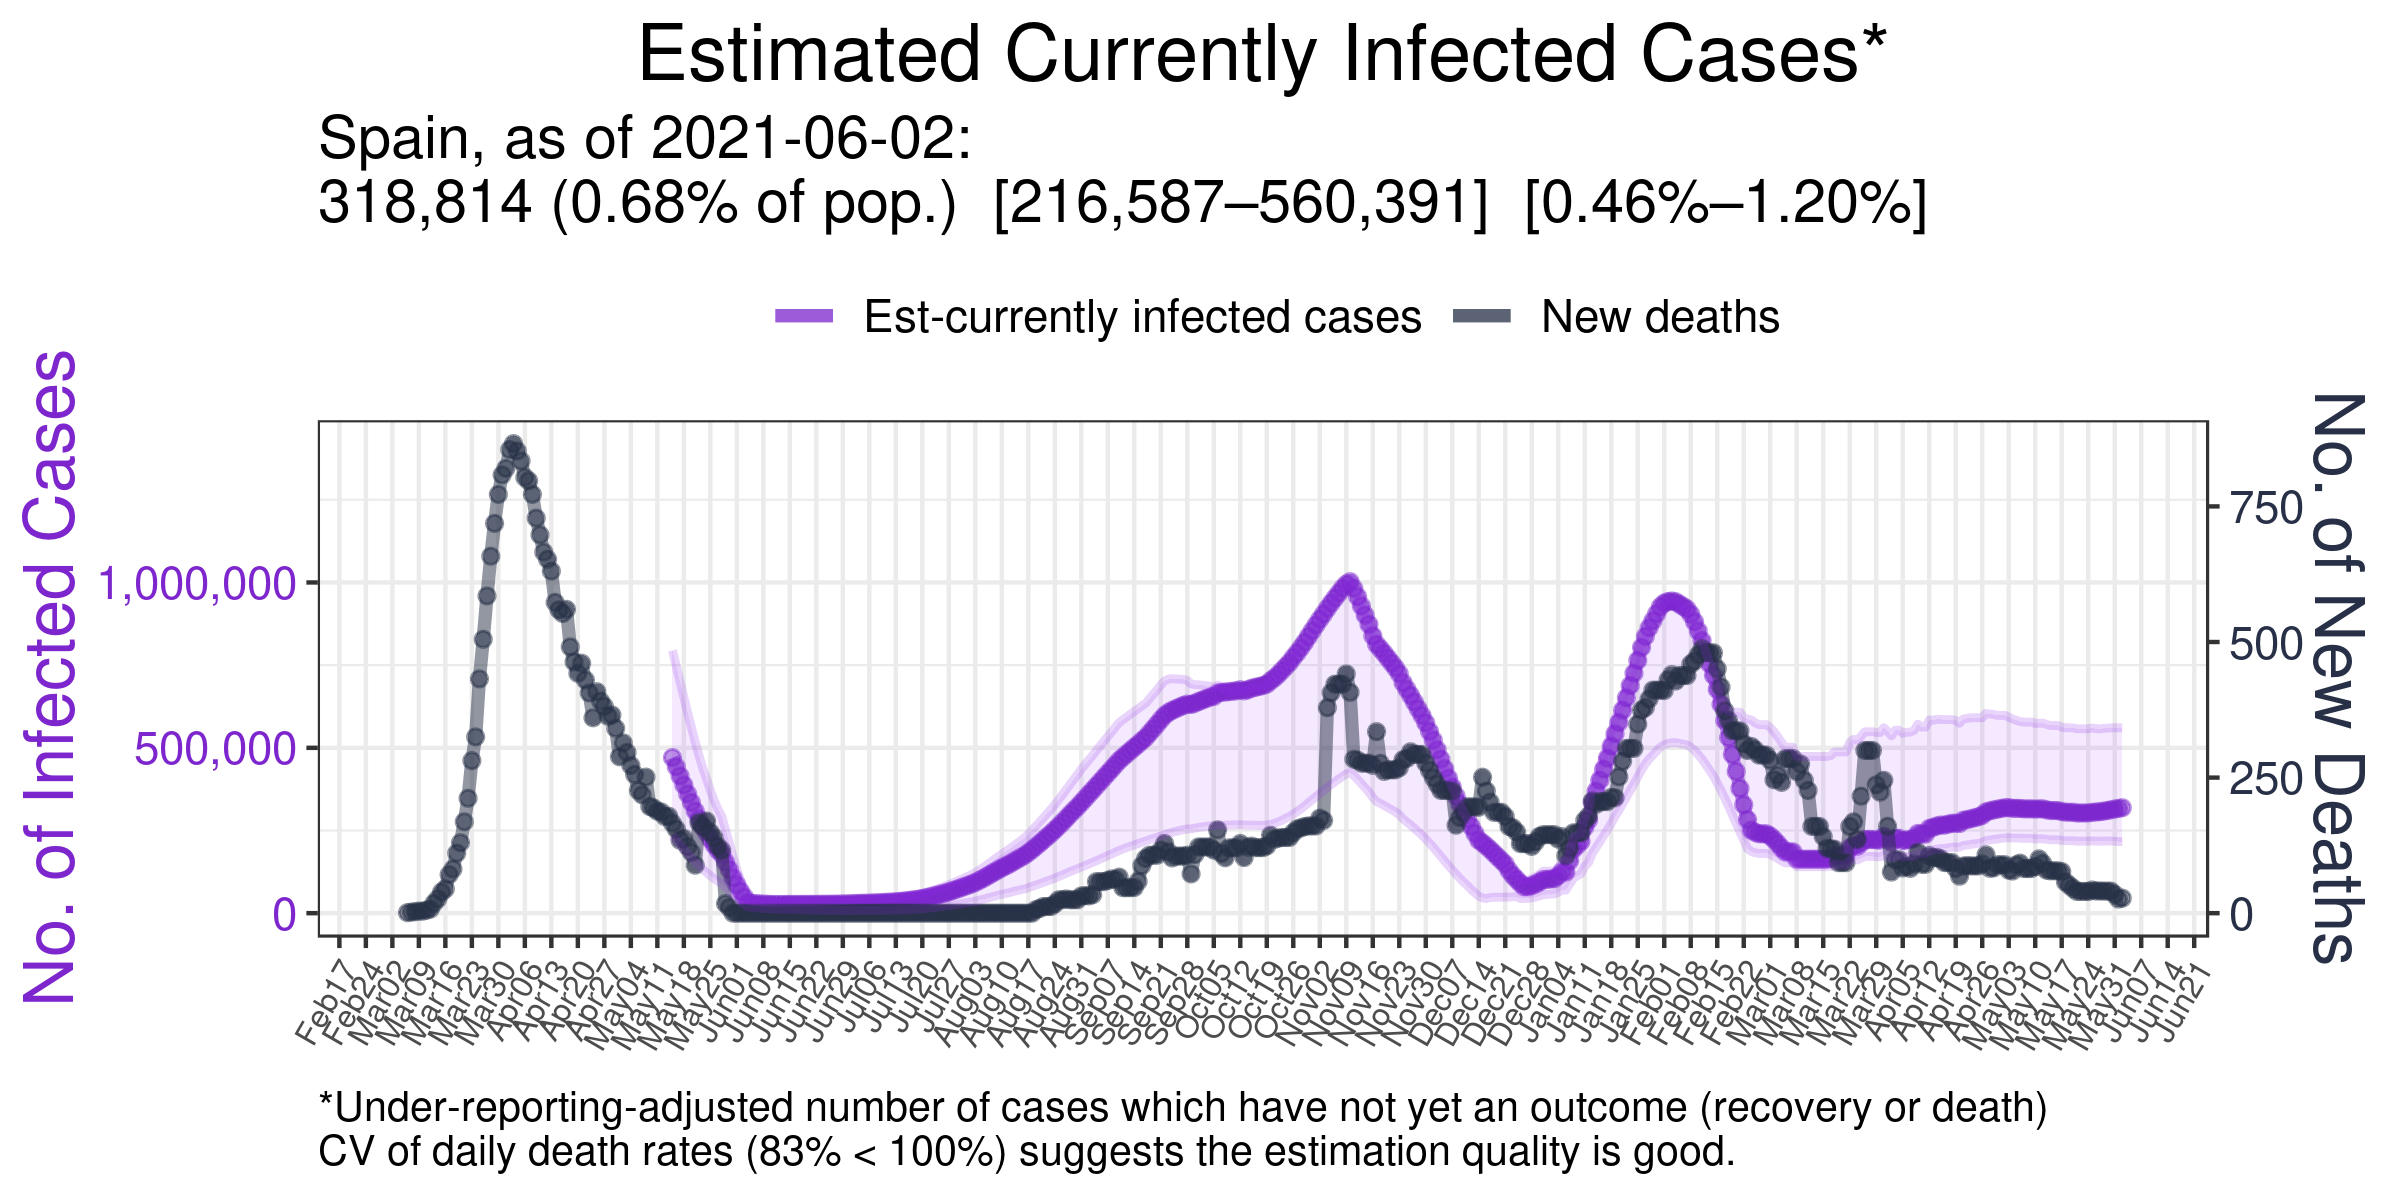 Estimated Currently Infected Cases*
Spain, as of 2021-06-02:
318,814 (0.68% of pop.) [216,587–560,391] [0.46%–1.20%]
Est-currently infected cases
New deaths
No. of Infected Cases
1,000,000
500,000
0
No. of New Deaths
750
500
250
0
Feb17
Feb24
Mar02
Mar09
Mar16
Mar23
Mar30
Apr06
Apr13
Apr20
Apr27
May04
May11
May18
May25
Jun01
Jun08
Jun15
Jun22
Jun29
Jul06
Jul13
Jul20
Jul27
Aug03
Aug10
Aug17
Aug24
Aug31
Sep07
Sep14
Sep21
Sep28
Oct05
Oct12
Oct19
Oct26
Nov02
Nov09
Nov16
Nov23
Nov30
Dec07
Dec14
Dec21
Dec28
Jan04
Jan11
Jan18
Jan25
Feb01
Feb08
Feb15
Feb22
Mar01
Mar08
Mar15
Mar22
Mar29
Apr05
Apr12
Apr19
Apr26
May03
May10
May17
May24
May31
Jun07
Jun14
Jun21
*Under-reporting-adjusted number of cases which have not yet an outcome (recovery or death)
CV of daily death rates (83% < 100%) suggests the estimation quality is good.